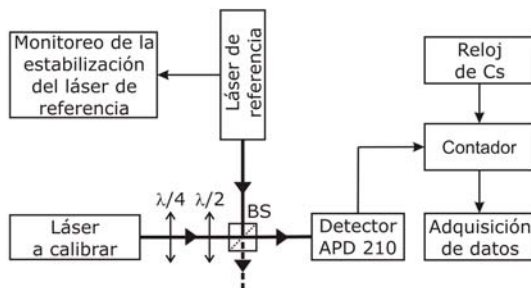 Monitoreo de la
estabilización
del láser de
referencia
Láser de
referencia
Reloj
de Cs
Contador
λ/4
λ/2
BS
Láser
a calibrar
Detector
APD 210
Adquisición
de datos